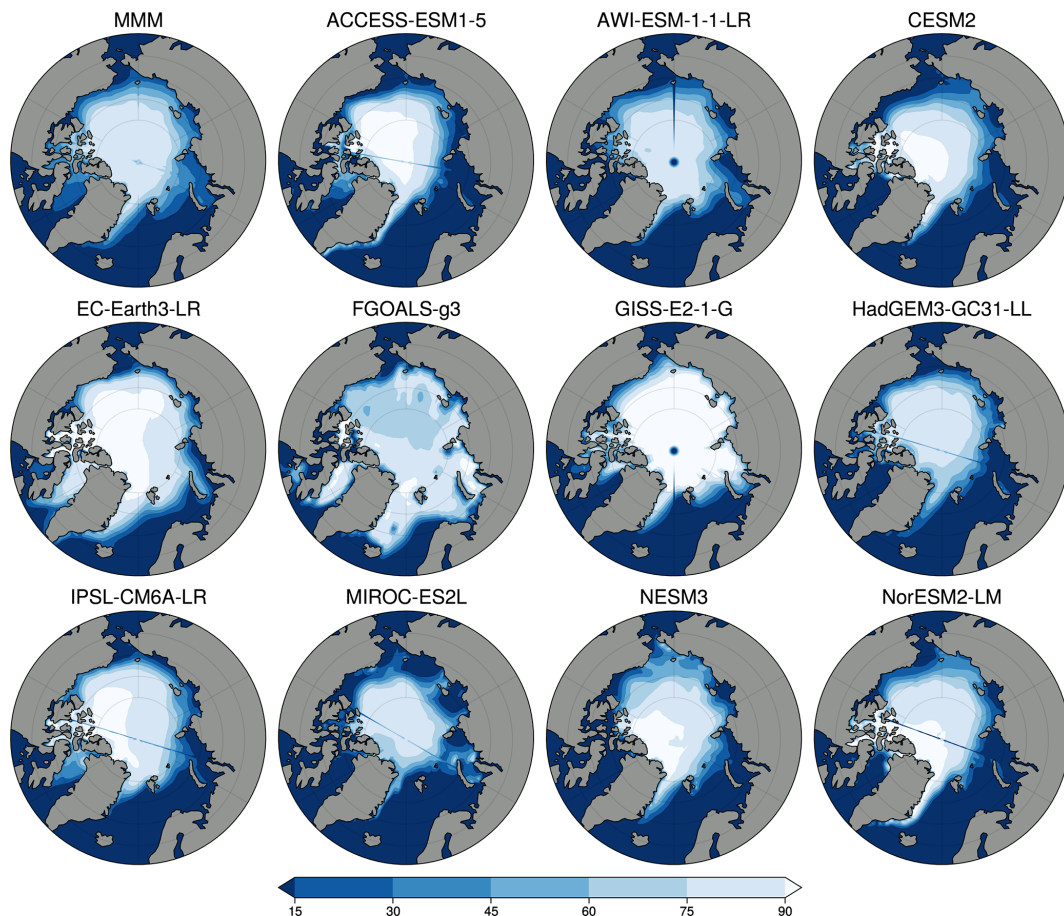 MMM ACCESS-ESM1-5 AWI-ESM-1-1-LR CESM2
EC-Earth3-LR FGOALS-g3 GISS-E2-1-G HadGEM3-GC31-LL
IPSL-CM6A-LR MIROC-ES2L NESM3 NorESM2-LM
15 30 45 60 75 90